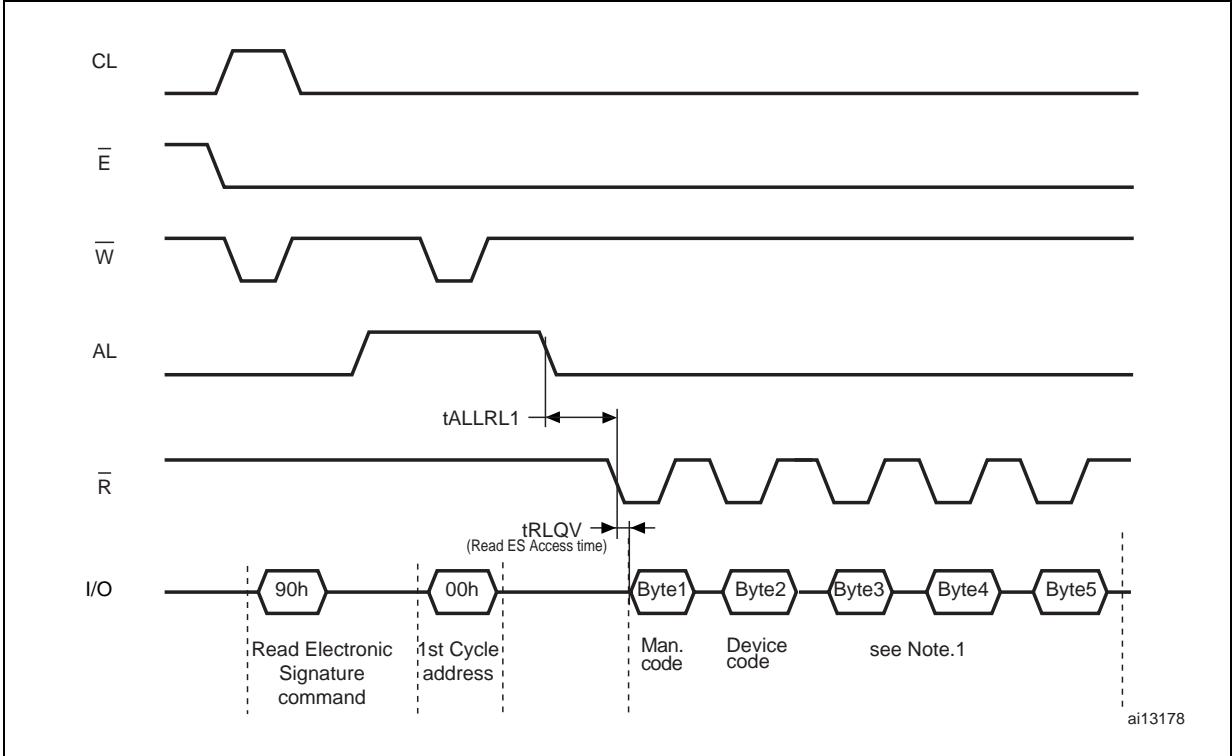 CL
E
W
AL
tALLRL1
R
tRLQV
(Read ES Access time)
I/O
90h
00h
Byte1
Byte2
Byte3
Byte4
Byte5
Read Electronic
Signature
command
1st Cycle
address
Man.
code
Device
code
see Note.1
ai13178